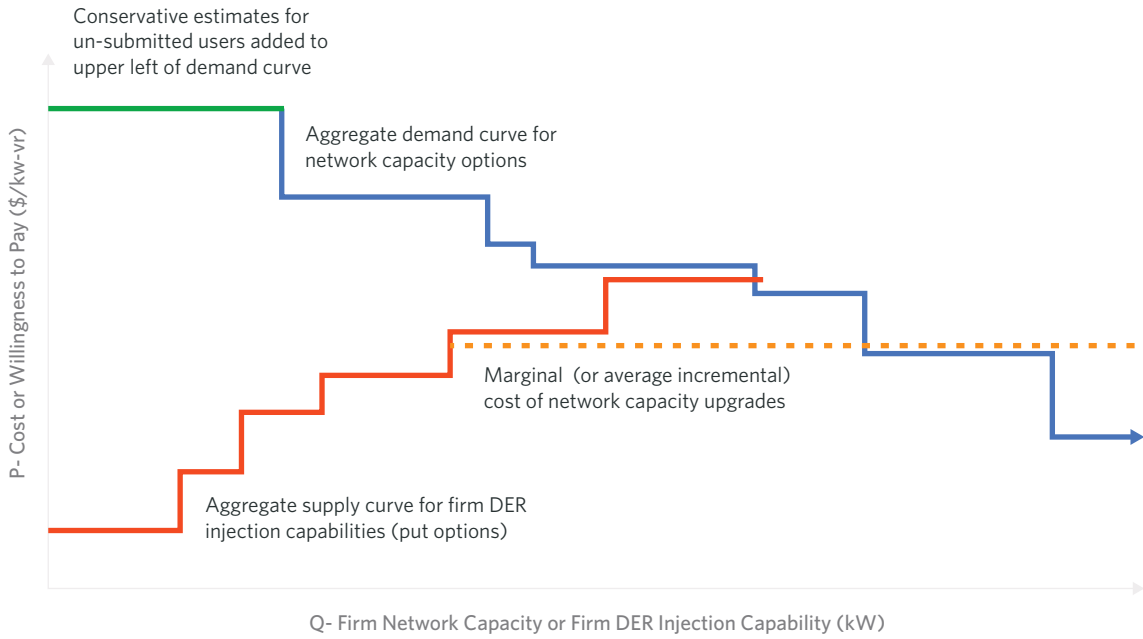 Conservative estimates for
un-submitted users added to
upper left of demand curve
Aggregate demand curve for
network capacity options
P- Cost or Willingness to Pay ($/kw-vr)
Marginal (or average incremental)
cost of network capacity upgrades
Aggregate supply curve for firm DER
injection capabilities (put options)
Q- Firm Network Capacity or Firm DER Injection Capability (kW)